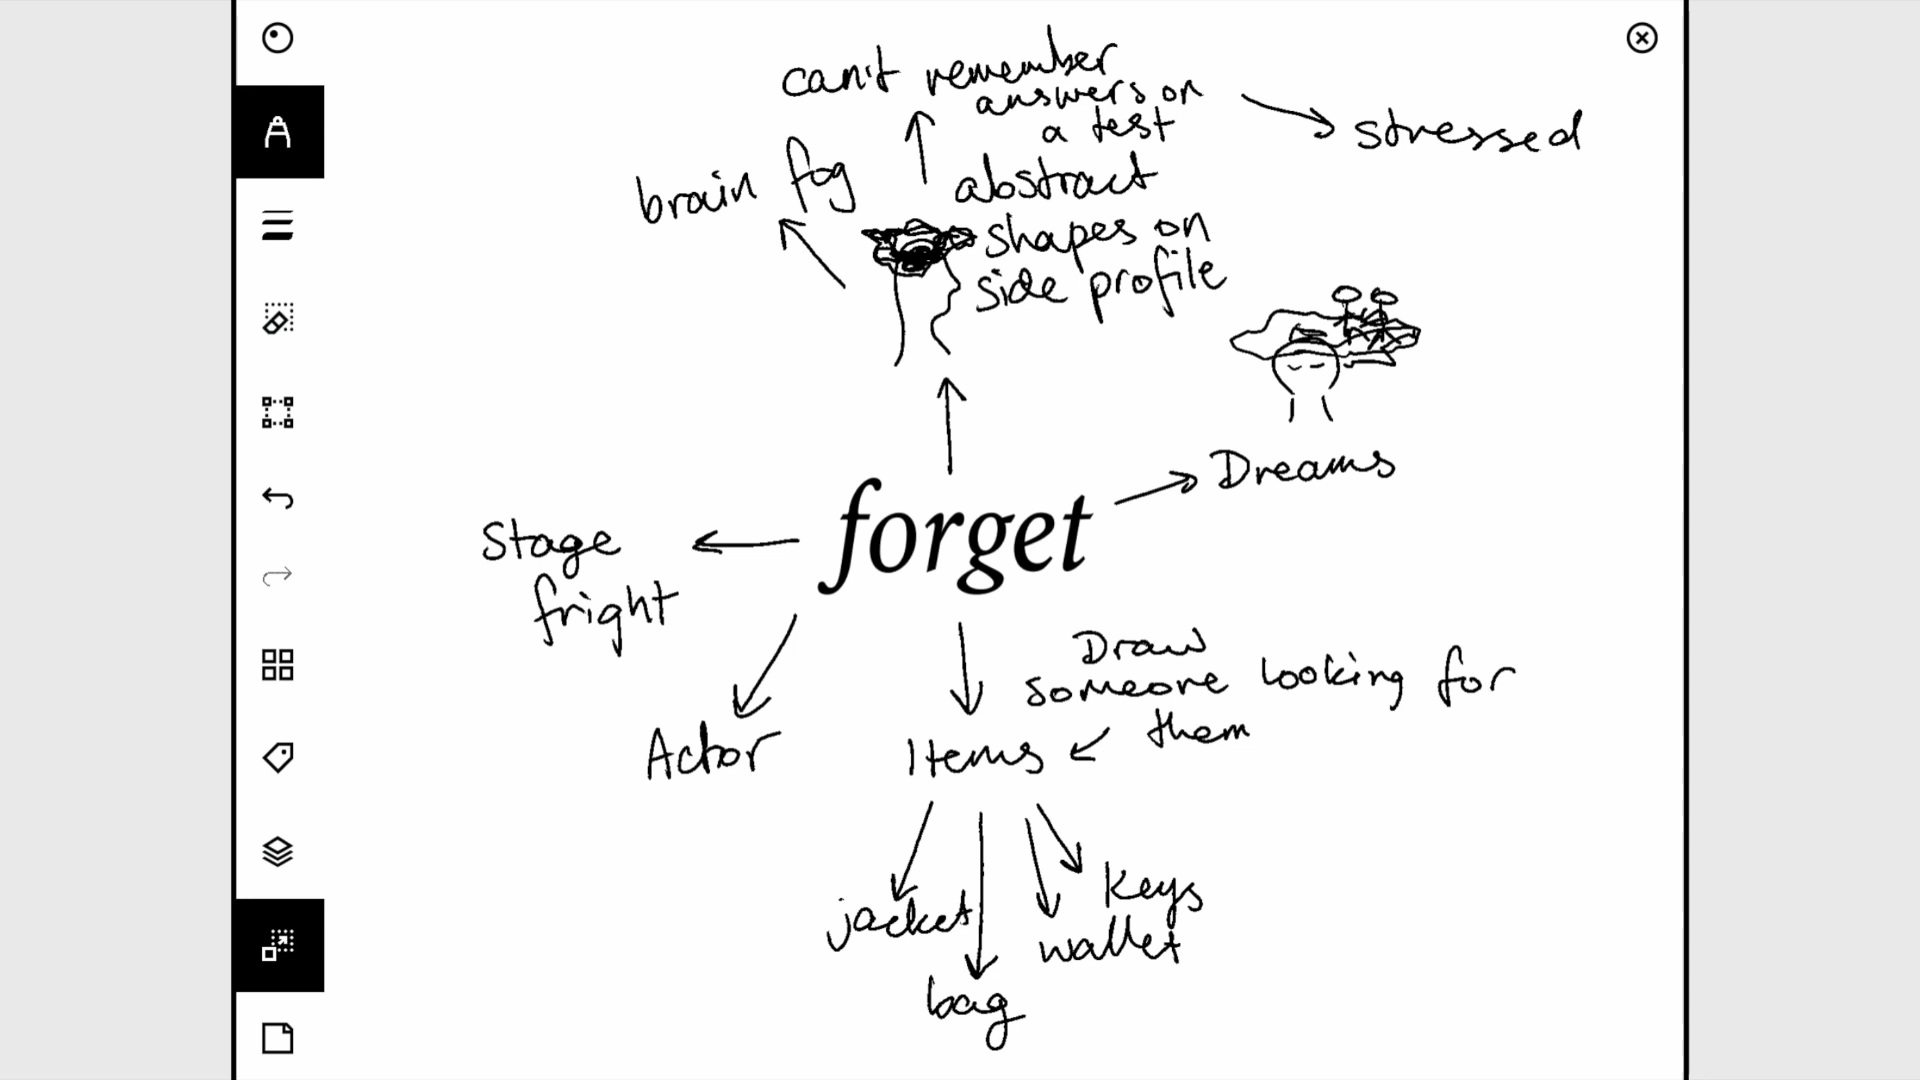 can't remember
answers on
a test
stressed
brain fog
abstract
shapes on
side profile
Dreams
forget
Stage
fright
Draw
someone looking for
them
Actor
Items
Keys
jacket
wallet
bag